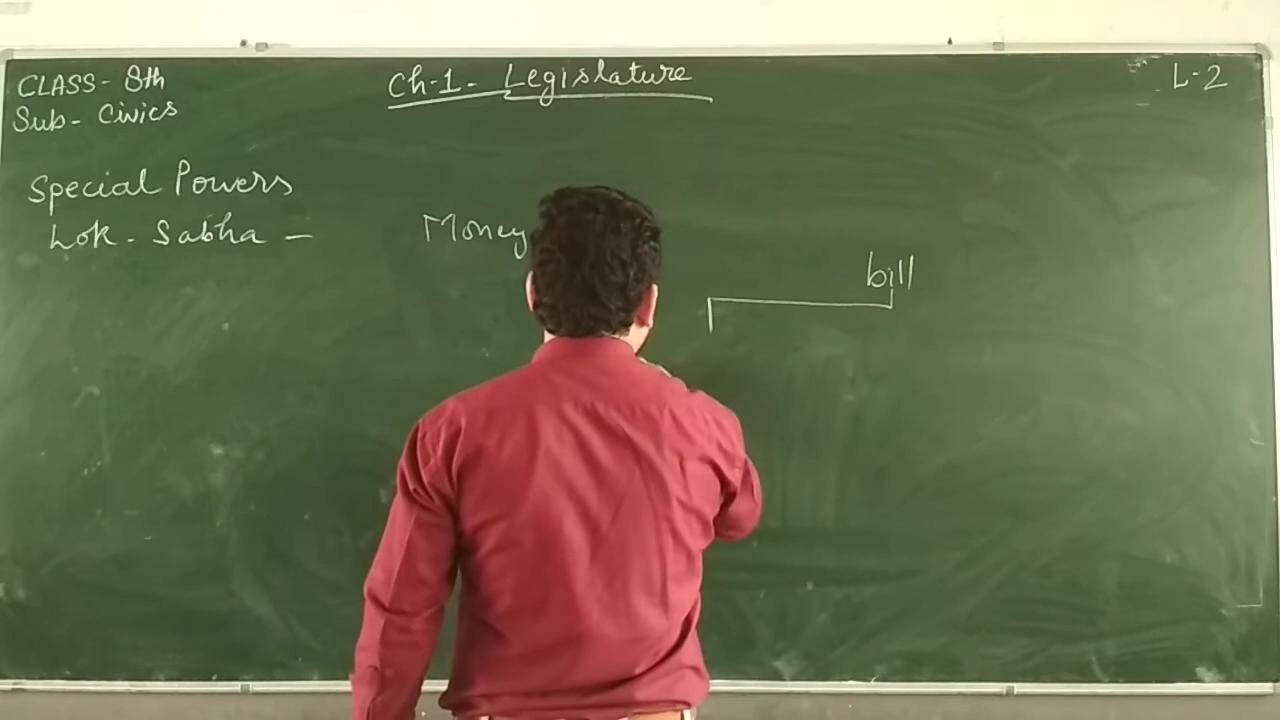 CLASS- 8th
Sub- Civics
Ch-1- Legislature
L-2
Special Powers
Lok - Sabha -
Money
bill